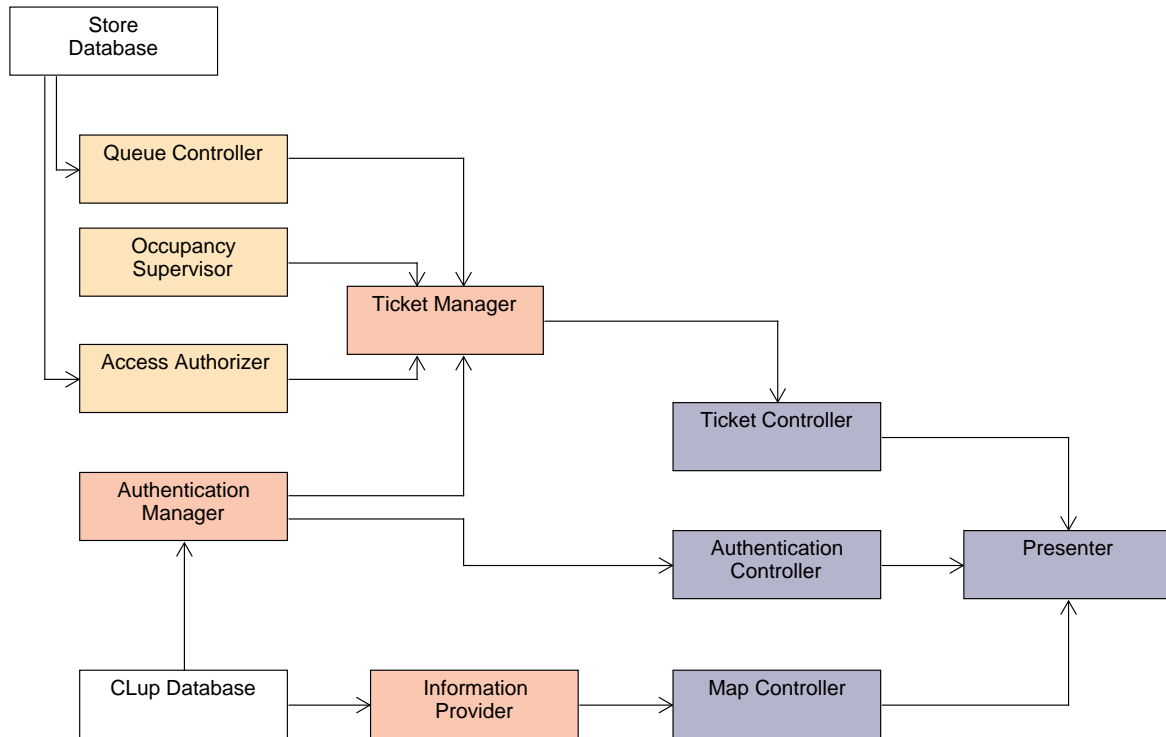 Store
Database
Queue Controller
Occupancy
Supervisor
Ticket Manager
Access Authorizer
Ticket Controller
Authentication
Manager
Authentication
Controller
Presenter
CLup Database
Information
Provider
Map Controller